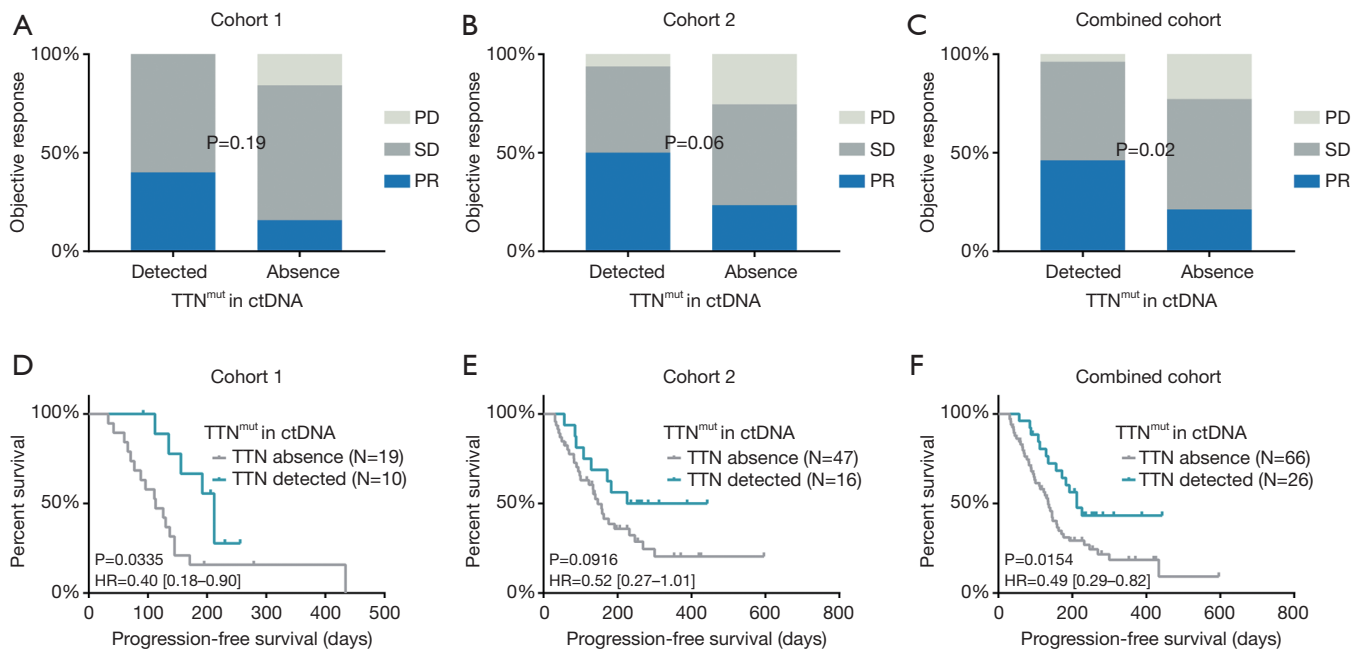 A
Cohort 1
100%
50%
0%
Objective response
P=0.19
PD
SD
PR
Detected
Absence
TTNmut in ctDNA
B
Cohort 2
100%
50%
0%
Objective response
P=0.06
PD
SD
PR
Detected
Absence
TTNmut in ctDNA
C
Combined cohort
100%
50%
0%
Objective response
P=0.02
PD
SD
PR
Detected
Absence
TTNmut in ctDNA
D
Cohort 1
100%
50%
0%
Percent survival
TTNmut in ctDNA
TTN absence (N=19)
TTN detected (N=10)
P=0.0335
HR=0.40 [0.18–0.90]
0 100 200 300 400 500
Progression-free survival (days)
E
Cohort 2
100%
50%
0%
Percent survival
TTNmut in ctDNA
TTN absence (N=47)
TTN detected (N=16)
P=0.0916
HR=0.52 [0.27–1.01]
0 200 400 600 800
Progression-free survival (days)
F
Combined cohort
100%
50%
0%
Percent survival
TTNmut in ctDNA
TTN absence (N=66)
TTN detected (N=26)
P=0.0154
HR=0.49 [0.29–0.82]
0 200 400 600 800
Progression-free survival (days)